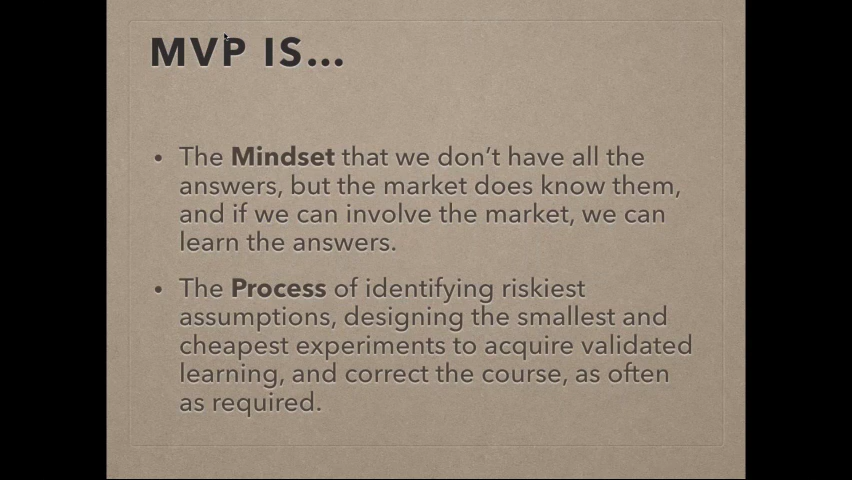 MVP IS...
• The Mindset that we don't have all the
answers, but the market does know them,
and if we can involve the market, we can
learn the answers.
• The Process of identifying riskiest
assumptions, designing the smallest and
cheapest experiments to acquire validated
learning, and correct the course, as often
as required.